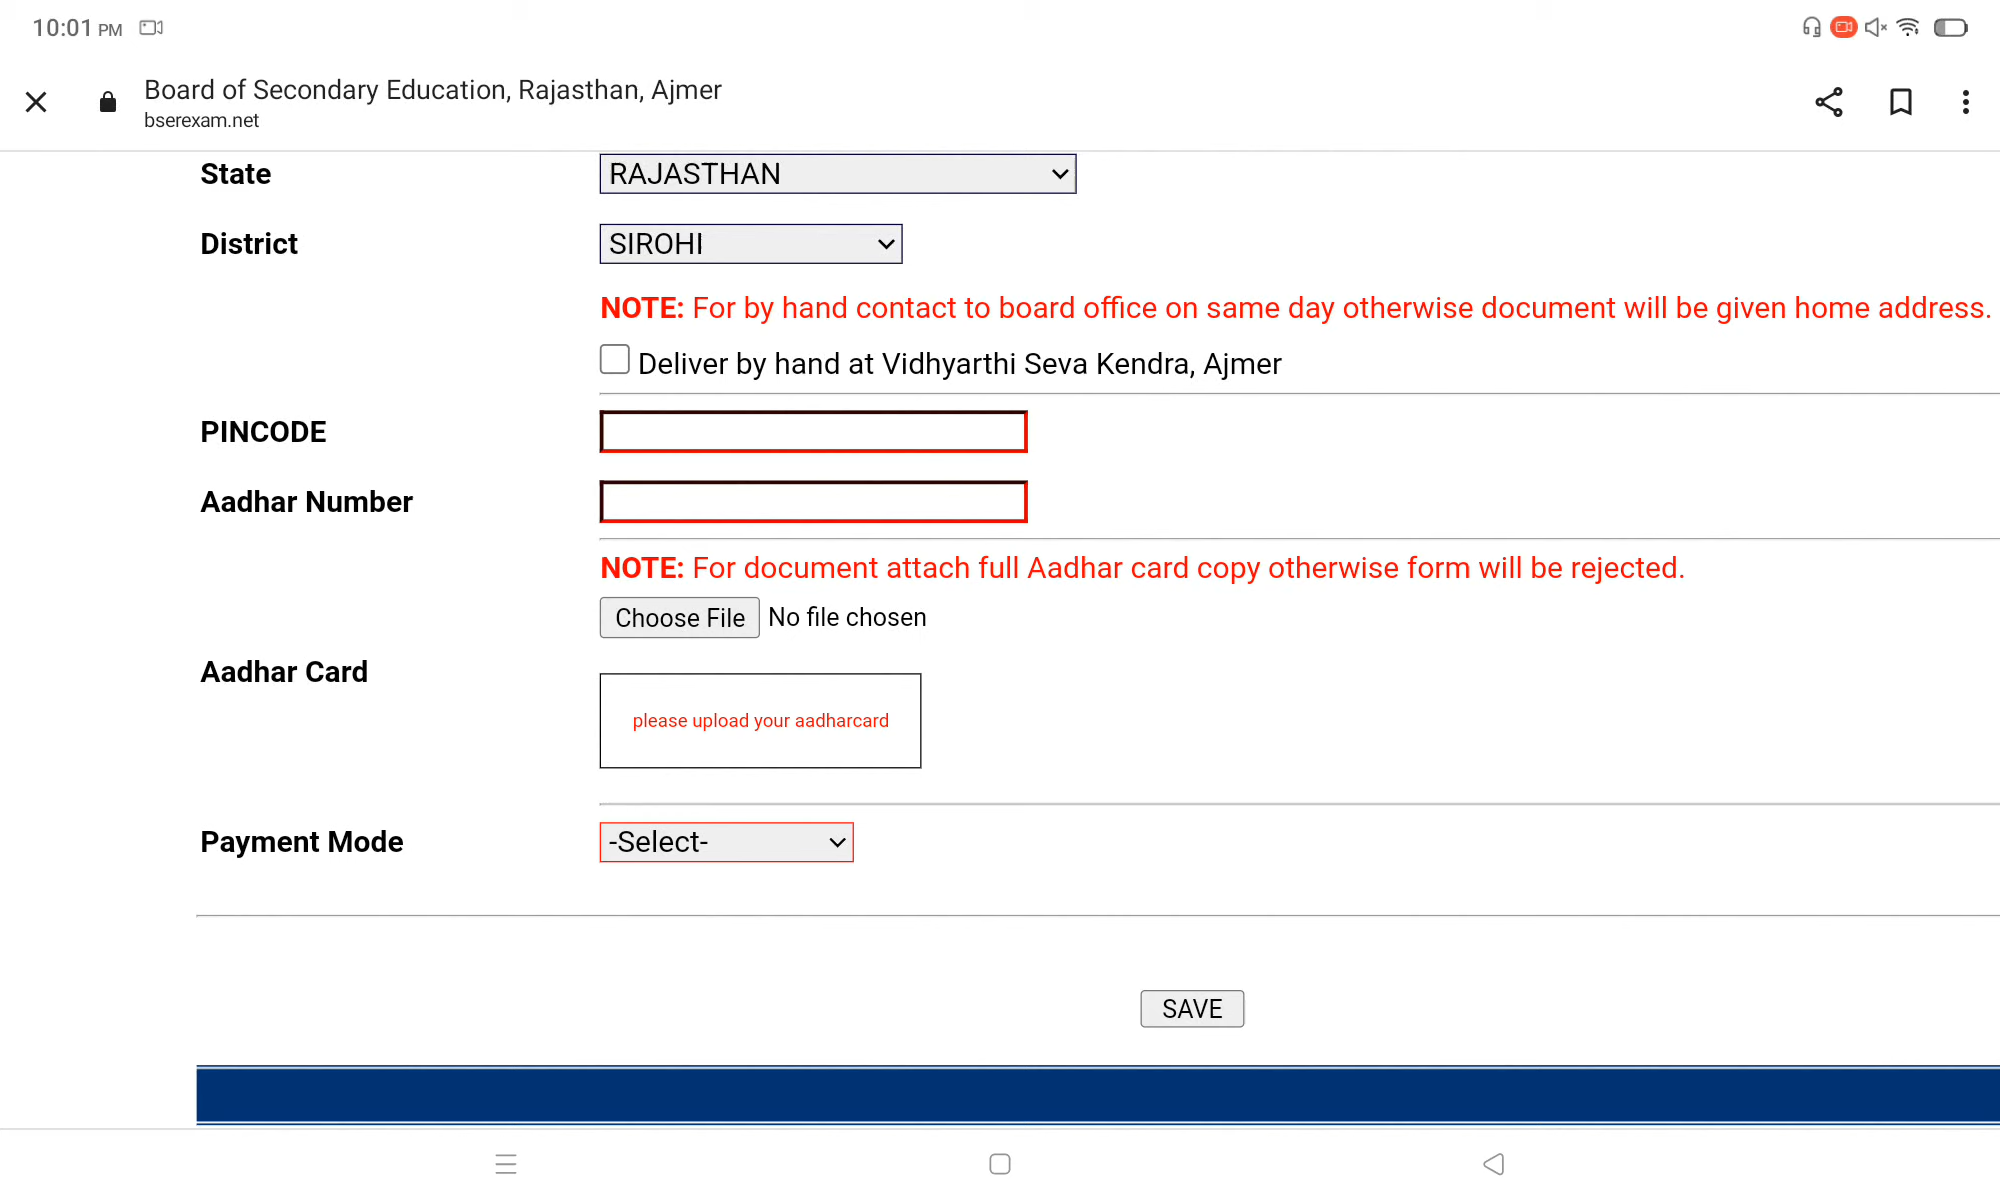 10:01 PM
Board of Secondary Education, Rajasthan, Ajmer
bserexam.net
State
RAJASTHAN
District
SIROHI
NOTE: For by hand contact to board office on same day otherwise document will be given home address.
Deliver by hand at Vidhyarthi Seva Kendra, Ajmer
PINCODE
Aadhar Number
NOTE: For document attach full Aadhar card copy otherwise form will be rejected.
Choose File No file chosen
Aadhar Card
please upload your aadharcard
Payment Mode
-Select-
SAVE